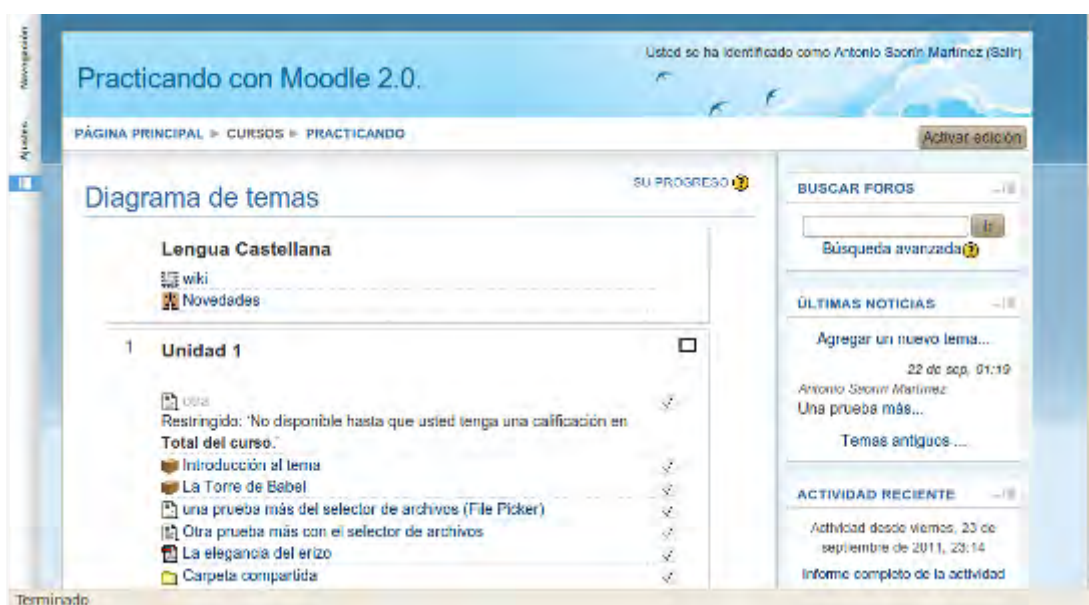 Navegación
Ajustes
Usted se ha identificado como Antonio Saorín Martínez (Salir)
Practicando con Moodle 2.0.
PÁGINA PRINCIPAL ► CURSOS ► PRACTICANDO
Activar edición
SU PROGRESO
Diagrama de temas
Lengua Castellana
wiki
Novedades
1 Unidad 1
otra
Restringido: 'No disponible hasta que usted tenga una calificación en
Total del curso.'
Introducción al tema
La Torre de Babel
una prueba más del selector de archivos (File Picker)
Otra prueba más con el selector de archivos
La elegancia del erizo
Carpeta compartida
BUSCAR FOROS
Ir
Búsqueda avanzada
ÚLTIMAS NOTICIAS
Agregar un nuevo tema...
22 de sep, 01:19
Antonio Saorín Martínez
Una prueba más...
Temas antiguos ...
ACTIVIDAD RECIENTE
Actividad desde viernes, 23 de
septiembre de 2011, 23:14
Informe completo de la actividad
Terminado